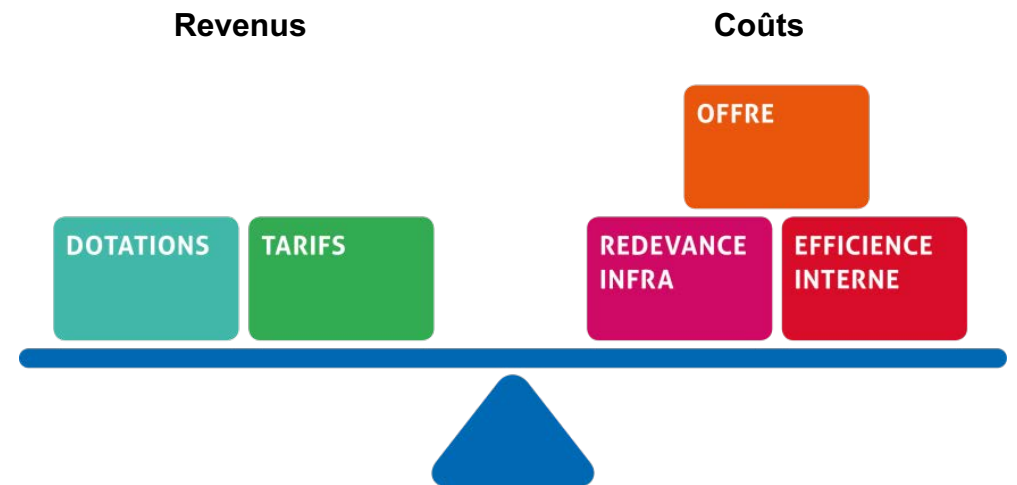 Revenus
Coûts
OFFRE
DOTATIONS
TARIFS
REDEVANCE
INFRA
EFFICIENCE
INTERNE